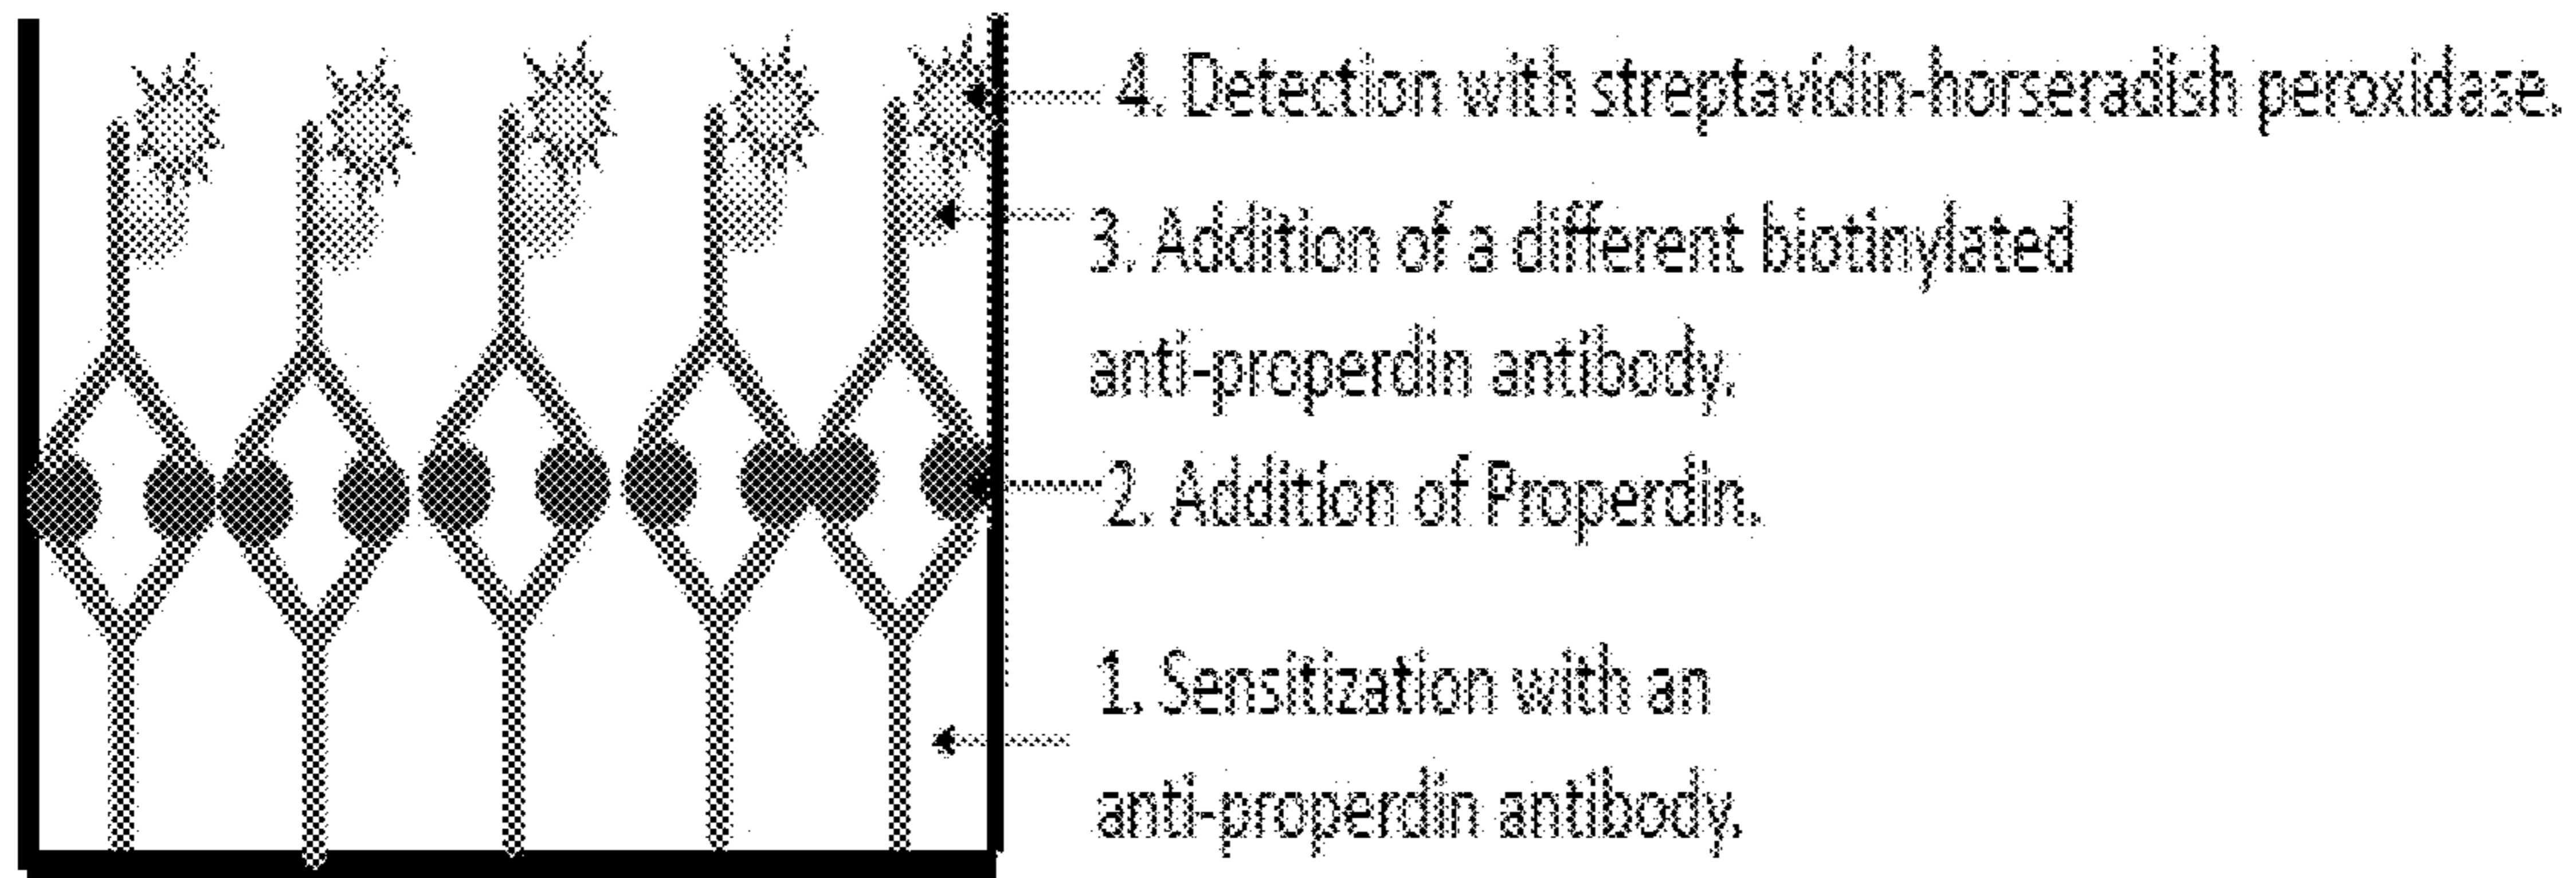 4. Detection with streptavidin-horseradish peroxidase.
3. Addition of a different biotinylated
anti-properdin antibody.
2. Addition of Properdin.
1. Sensitization with an
anti-properdin antibody.